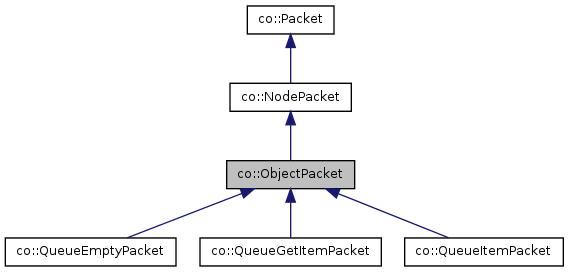 co::Packet
co::NodePacket
co::ObjectPacket
co::QueueEmptyPacket
co::QueueGetItemPacket
co::QueueItemPacket